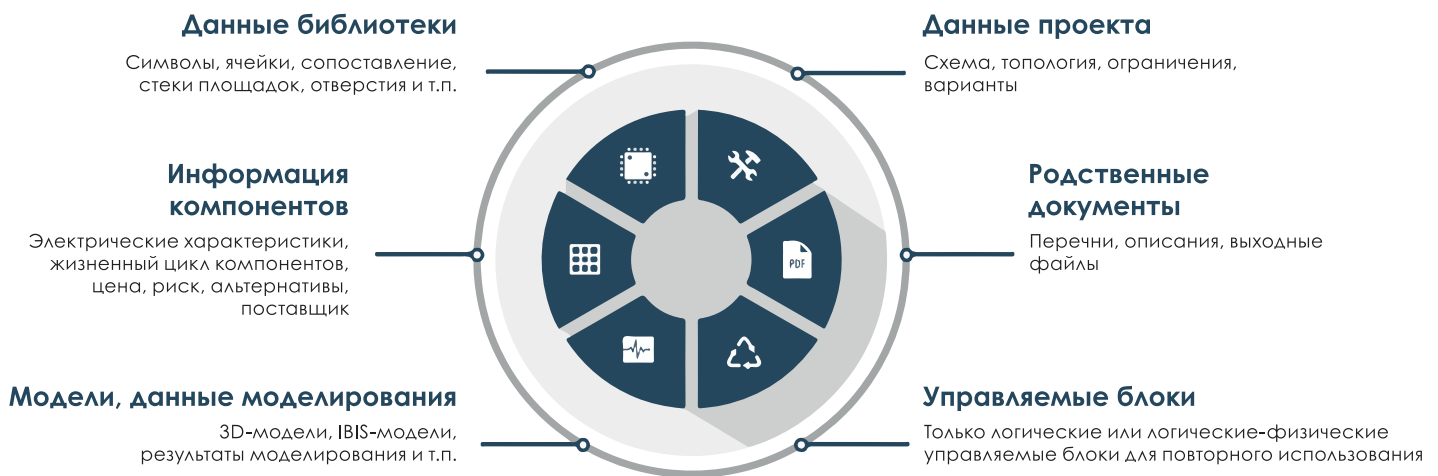 Данные библиотеки
Символы, ячейки, сопоставление,
стеки площадок, отверстия и т.п.
Информация
компонентов
Электрические характеристики,
жизненный цикл компонентов,
цена, риск, альтернативы,
поставщик
Модели, данные моделирования
3D-модели, IBIS-модели,
результаты моделирования и т.п.
PDF
Данные проекта
Схема, топология, ограничения,
варианты
Родственные
документы
Перечни, описания, выходные
файлы
Управляемые блоки
Только логические или логические-физические
управляемые блоки для повторного использования